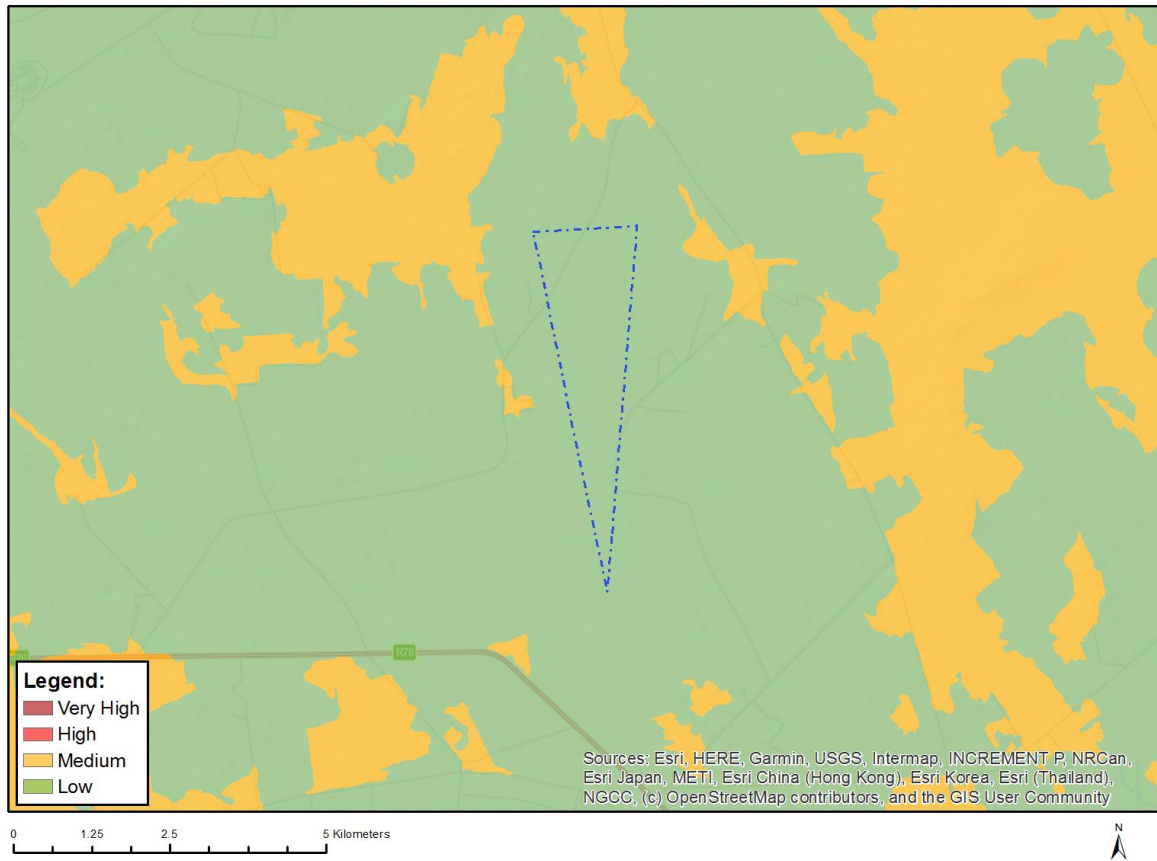 R76
Legend:
Very High
High
Medium
Low
Sources: Esri, HERE, Garmin, USGS, Intermap, INCREMENT P, NRCan,
Esri Japan, METI, Esri China (Hong Kong), Esri Korea, Esri (Thailand),
NGCC, (c) OpenStreetMap contributors, and the GIS User Community
0 1.25 2.5 5 Kilometers
N